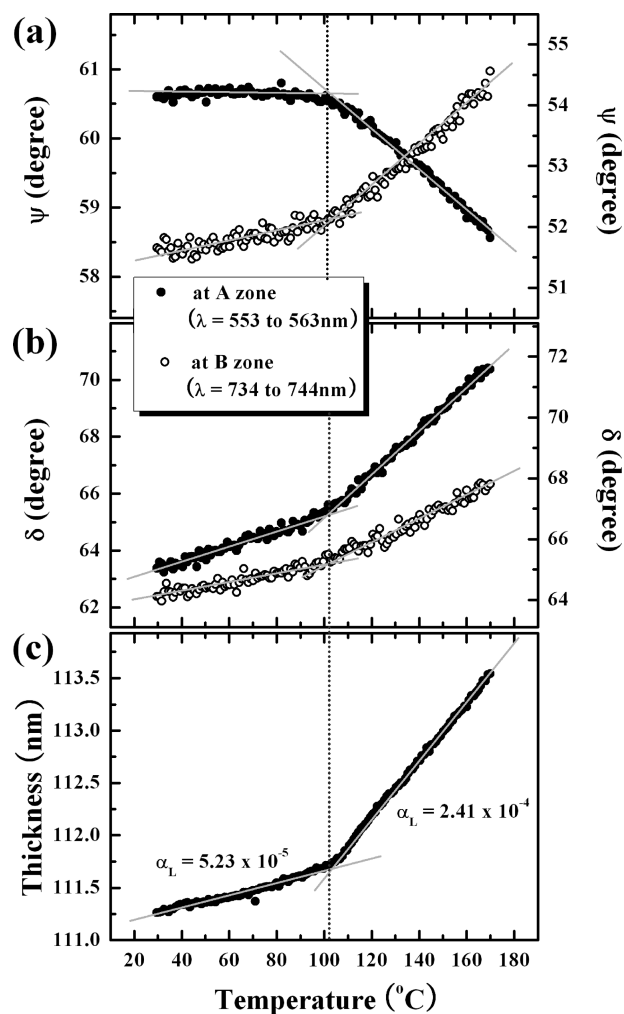 (a)
ψ (degree)
61
60
59
58
55
54
53
52
51
ψ (degree)
at A zone
(λ = 553 to 563nm)
at B zone
(λ = 734 to 744nm)
(b)
δ (degree)
70
68
66
64
62
72
70
68
66
64
δ (degree)
(c)
Thickness (nm)
113.5
113.0
112.5
112.0
111.5
111.0
α_L = 5.23 x 10^-5
α_L = 2.41 x 10^-4
20 40 60 80 100 120 140 160 180
Temperature (°C)